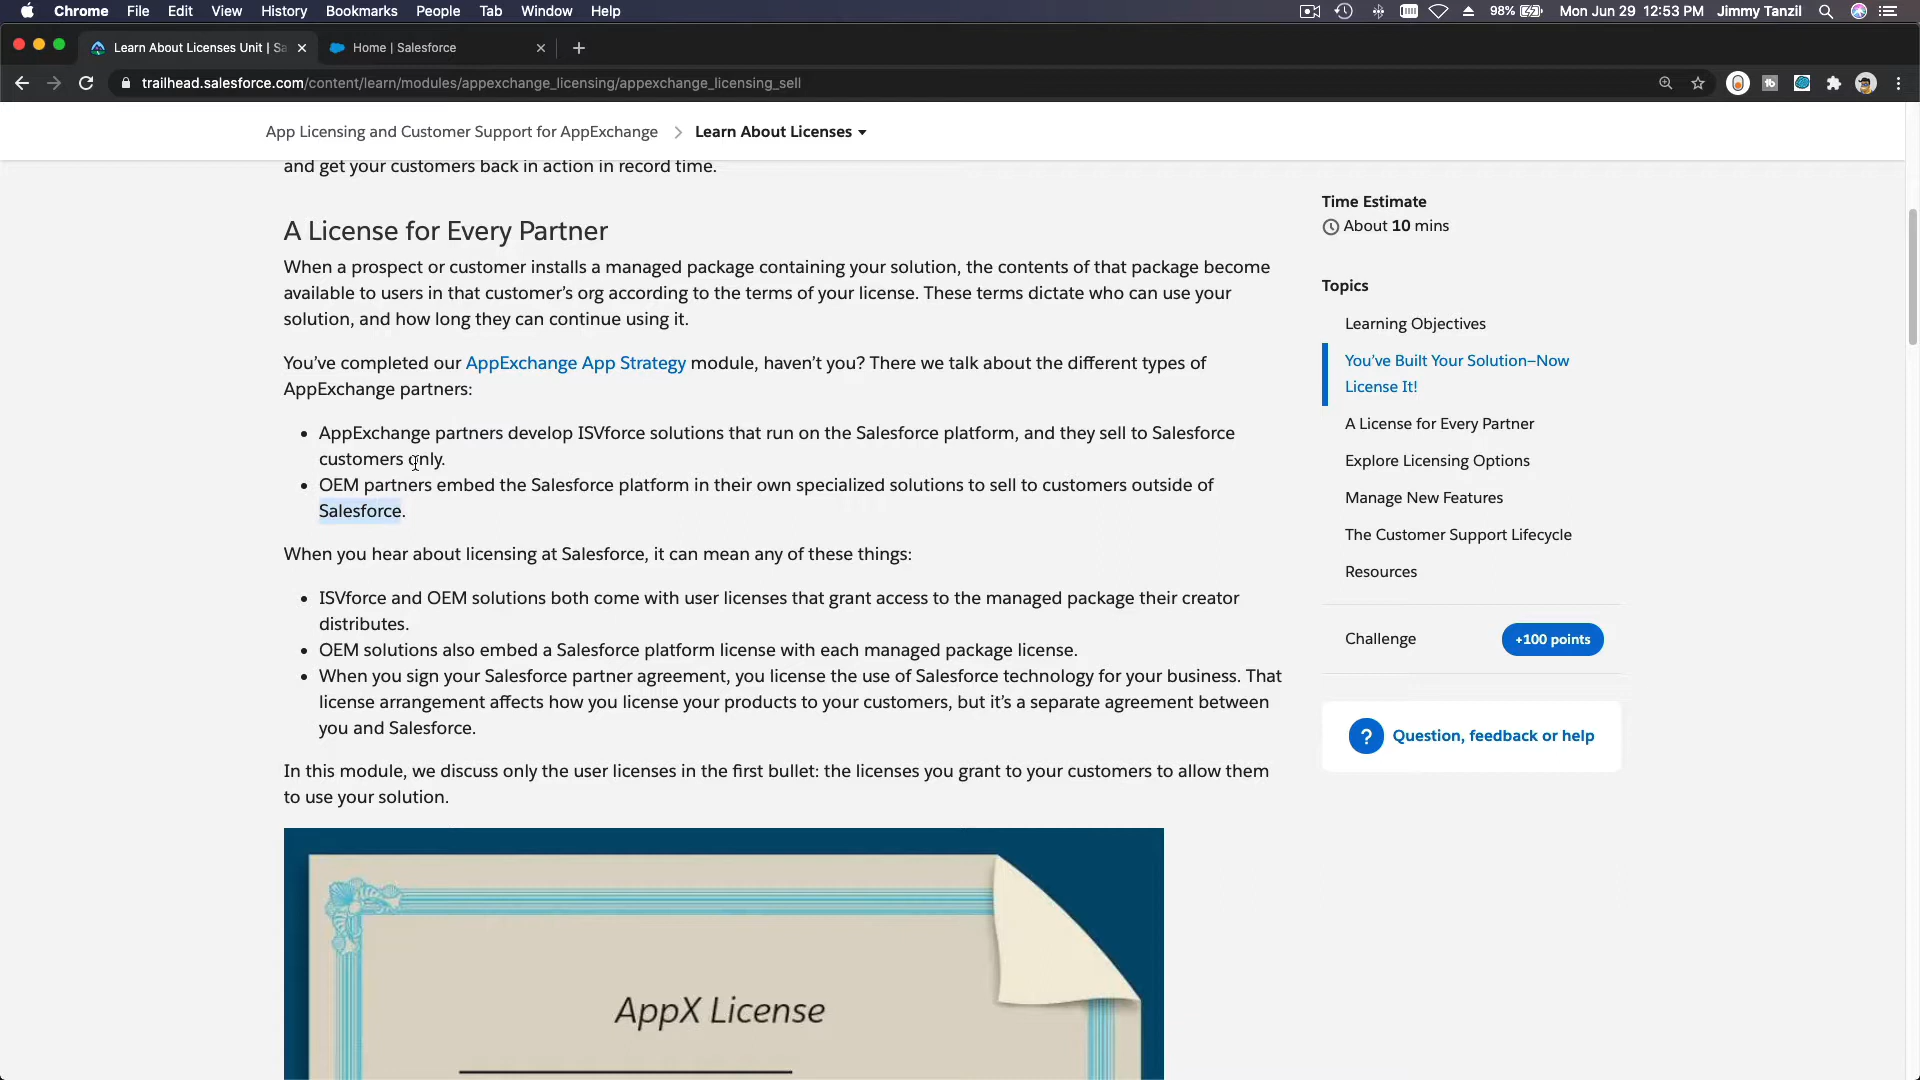 Chrome File Edit View History Bookmarks People Tab Window Help 98% Mon Jun 29 12:53 PM Jimmy Tanzil
Learn About Licenses Unit | Sa Home | Salesforce
trailhead.salesforce.com/content/learn/modules/appexchange_licensing/appexchange_licensing_sell
App Licensing and Customer Support for AppExchange Learn About Licenses
and get your customers back in action in record time.
A License for Every Partner
When a prospect or customer installs a managed package containing your solution, the contents of that package become
available to users in that customer's org according to the terms of your license. These terms dictate who can use your
solution, and how long they can continue using it.
You've completed our AppExchange App Strategy module, haven't you? There we talk about the different types of
AppExchange partners:
• AppExchange partners develop ISVforce solutions that run on the Salesforce platform, and they sell to Salesforce
customers only.
• OEM partners embed the Salesforce platform in their own specialized solutions to sell to customers outside of
Salesforce.
When you hear about licensing at Salesforce, it can mean any of these things:
• ISVforce and OEM solutions both come with user licenses that grant access to the managed package their creator
distributes.
• OEM solutions also embed a Salesforce platform license with each managed package license.
• When you sign your Salesforce partner agreement, you license the use of Salesforce technology for your business. That
license arrangement affects how you license your products to your customers, but it's a separate agreement between
you and Salesforce.
In this module, we discuss only the user licenses in the first bullet: the licenses you grant to your customers to allow them
to use your solution.
AppX License
Time Estimate
About 10 mins
Topics
Learning Objectives
You've Built Your Solution—Now
License It!
A License for Every Partner
Explore Licensing Options
Manage New Features
The Customer Support Lifecycle
Resources
Challenge +100 points
? Question, feedback or help